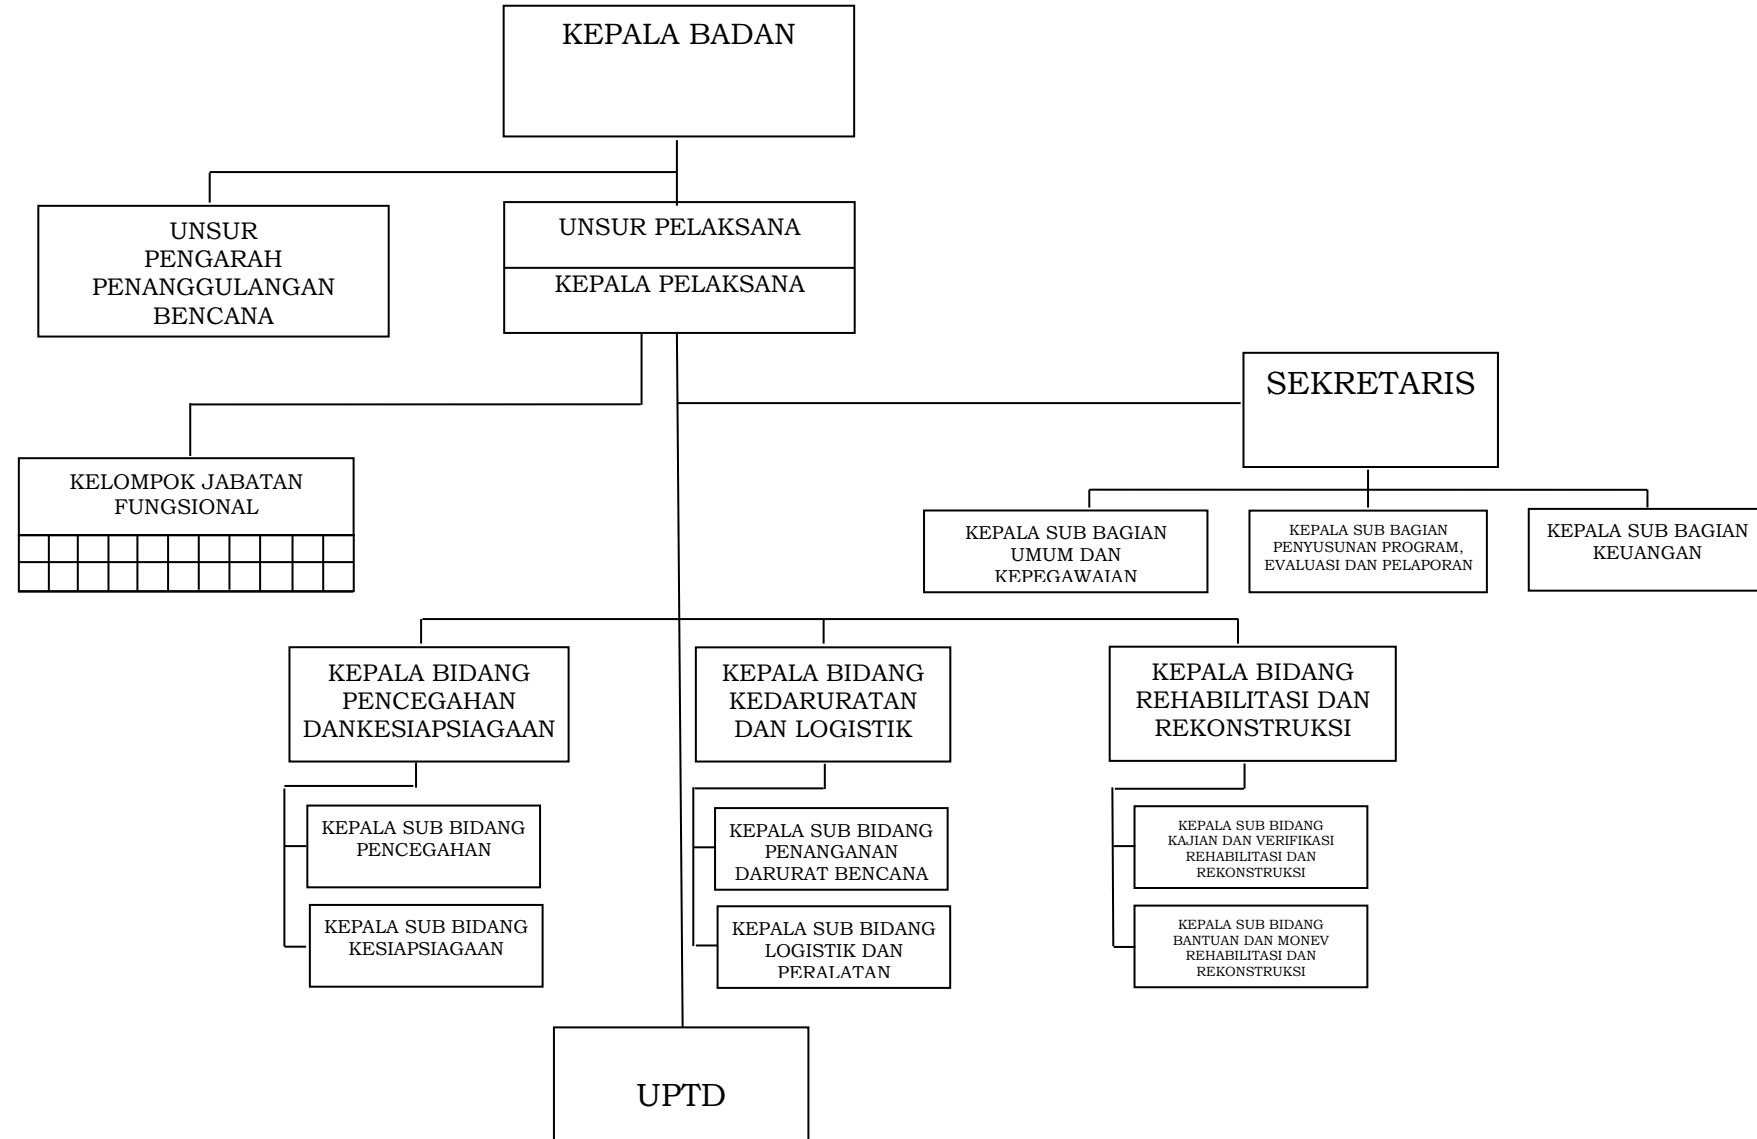 KEPALA BADAN
UNSUR
PENGARAH
PENANGGULANGAN
BENCANA
UNSUR PELAKSANA
KEPALA PELAKSANA
SEKRETARIS
KELOMPOK JABATAN
FUNGSIONAL
KEPALA SUB BAGIAN
UMUM DAN
KEPEGAWAIAN
KEPALA SUB BAGIAN
PENYUSUNAN PROGRAM,
EVALUASI DAN PELAPORAN
KEPALA SUB BAGIAN
KEUANGAN
KEPALA BIDANG
PENCEGAHAN
DANKESIAPSIAGAAN
KEPALA BIDANG
KEDARURATAN
DAN LOGISTIK
KEPALA BIDANG
REHABILITASI DAN
REKONSTRUKSI
KEPALA SUB BIDANG
PENCEGAHAN
KEPALA SUB BIDANG
PENANGANAN
DARURAT BENCANA
KEPALA SUB BIDANG
KAJIAN DAN VERIFIKASI
REHABILITASI DAN
REKONSTRUKSI
KEPALA SUB BIDANG
KESIAPSIAGAAN
KEPALA SUB BIDANG
LOGISTIK DAN
PERALATAN
KEPALA SUB BIDANG
BANTUAN DAN MONEV
REHABILITASI DAN
REKONSTRUKSI
UPTD